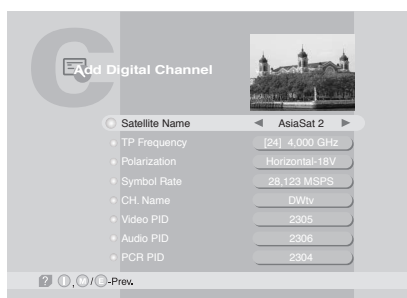 C
Add Digital Channel
Satellite Name ◀ AsiaSat 2 ▶
TP Frequency [24] 4,000 GHz
Polarization Horizontal-18V
Symbol Rate 28,123 MSPS
CH. Name DWtv
Video PID 2305
Audio PID 2306
PCR PID 2304
? I, M / E -Prev.